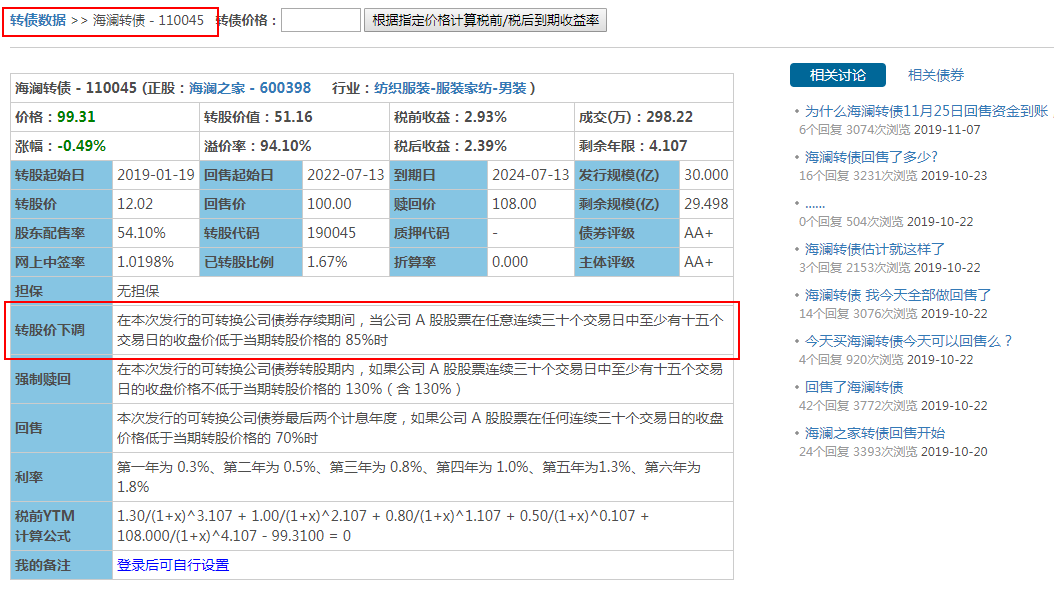 转债数据 >> 海澜转债 - 110045 转债价格： 根据指定价格计算税前/税后到期收益率
海澜转债 - 110045 (正股：海澜之家 - 600398 行业：纺织服装-服装家纺-男装 )
价格：99.31 转股价值：51.16 税前收益：2.93% 成交(万)：298.22
涨幅：-0.49% 溢价率：94.10% 税后收益：2.39% 剩余年限：4.107
转股起始日 2019-01-19 回售起始日 2022-07-13 到期日 2024-07-13 发行规模(亿) 30.000
转股价 12.02 回售价 100.00 赎回价 108.00 剩余规模(亿) 29.498
股东配售率 54.10% 转股代码 190045 质押代码 - 债券评级 AA+
网上中签率 1.0198% 已转股比例 1.67% 折算率 0.000 主体评级 AA+
担保 无担保
转股价下调 在本次发行的可转换公司债券存续期间，当公司 A 股股票在任意连续三十个交易日中至少有十五个
交易日的收盘价低于当期转股价格的 85%时
强制赎回 在本次发行的可转换公司债券转股期内，如果公司 A 股股票连续三十个交易日中至少有十五个交易
日的收盘价格不低于当期转股价格的 130%（含 130%）
回售 本次发行的可转换公司债券最后两个计息年度，如果公司 A 股股票在任何连续三十个交易日的收盘
价格低于当期转股价格的 70%时
利率 第一年为 0.3%、第二年为 0.5%、第三年为 0.8%、第四年为 1.0%、第五年为1.3%、第六年为
1.8%
税前YTM
计算公式 1.30/(1+x)^3.107 + 1.00/(1+x)^2.107 + 0.80/(1+x)^1.107 + 0.50/(1+x)^0.107 +
108.000/(1+x)^4.107 - 99.3100 = 0
我的备注 登录后可自行设置
相关讨论 相关债券
• 为什么海澜转债11月25日回售资金到账
6个回复 3074次浏览 2019-11-07
• 海澜转债回售了多少?
16个回复 3231次浏览 2019-10-23
• ......
0个回复 504次浏览 2019-10-22
• 海澜转债估计就这样了
3个回复 2153次浏览 2019-10-22
• 海澜转债 我今天全部做回售了
14个回复 3076次浏览 2019-10-22
• 今天买海澜转债今天可以回售么？
4个回复 920次浏览 2019-10-22
• 回售了海澜转债
42个回复 3772次浏览 2019-10-22
• 海澜之家转债回售开始
24个回复 3393次浏览 2019-10-20